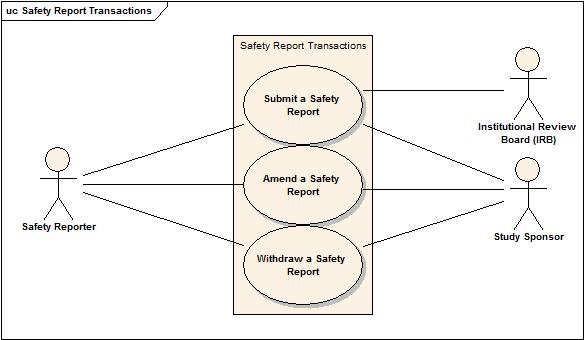 uc Safety Report Transactions
Safety Report Transactions
Submit a Safety
Report
Institutional Review
Board (IRB)
Amend a Safety
Report
Safety Reporter
Study Sponsor
Withdraw a Safety
Report